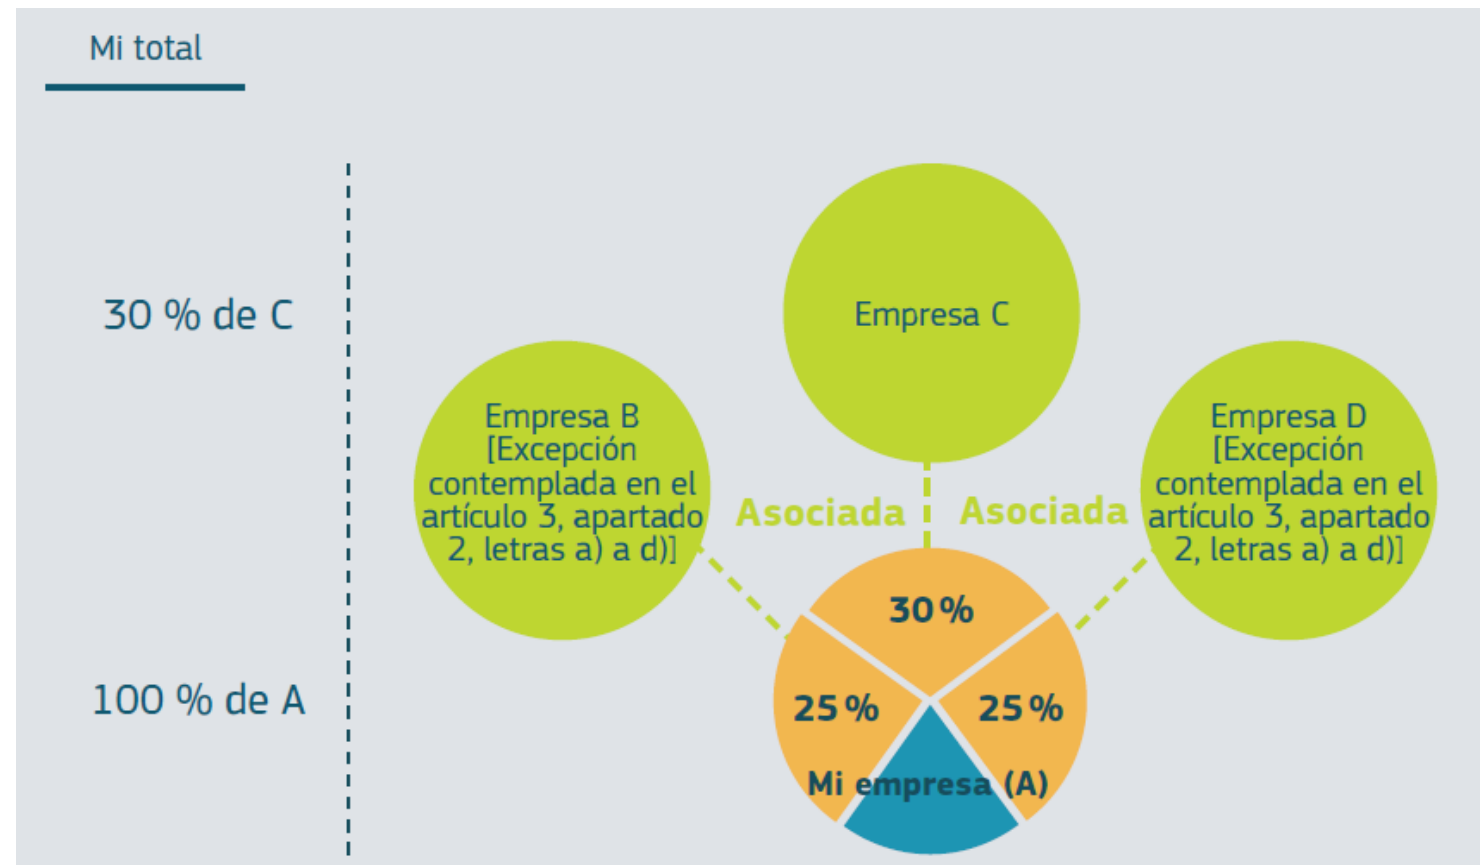 Mi total
30 % de C
100 % de A
Empresa C
Empresa B
[Excepción
contemplada en el
artículo 3, apartado
2, letras a) a d)]
Empresa D
[Excepción
contemplada en el
artículo 3, apartado
2, letras a) a d)]
Asociada
Asociada
30 %
25 %
25 %
Mi empresa (A)